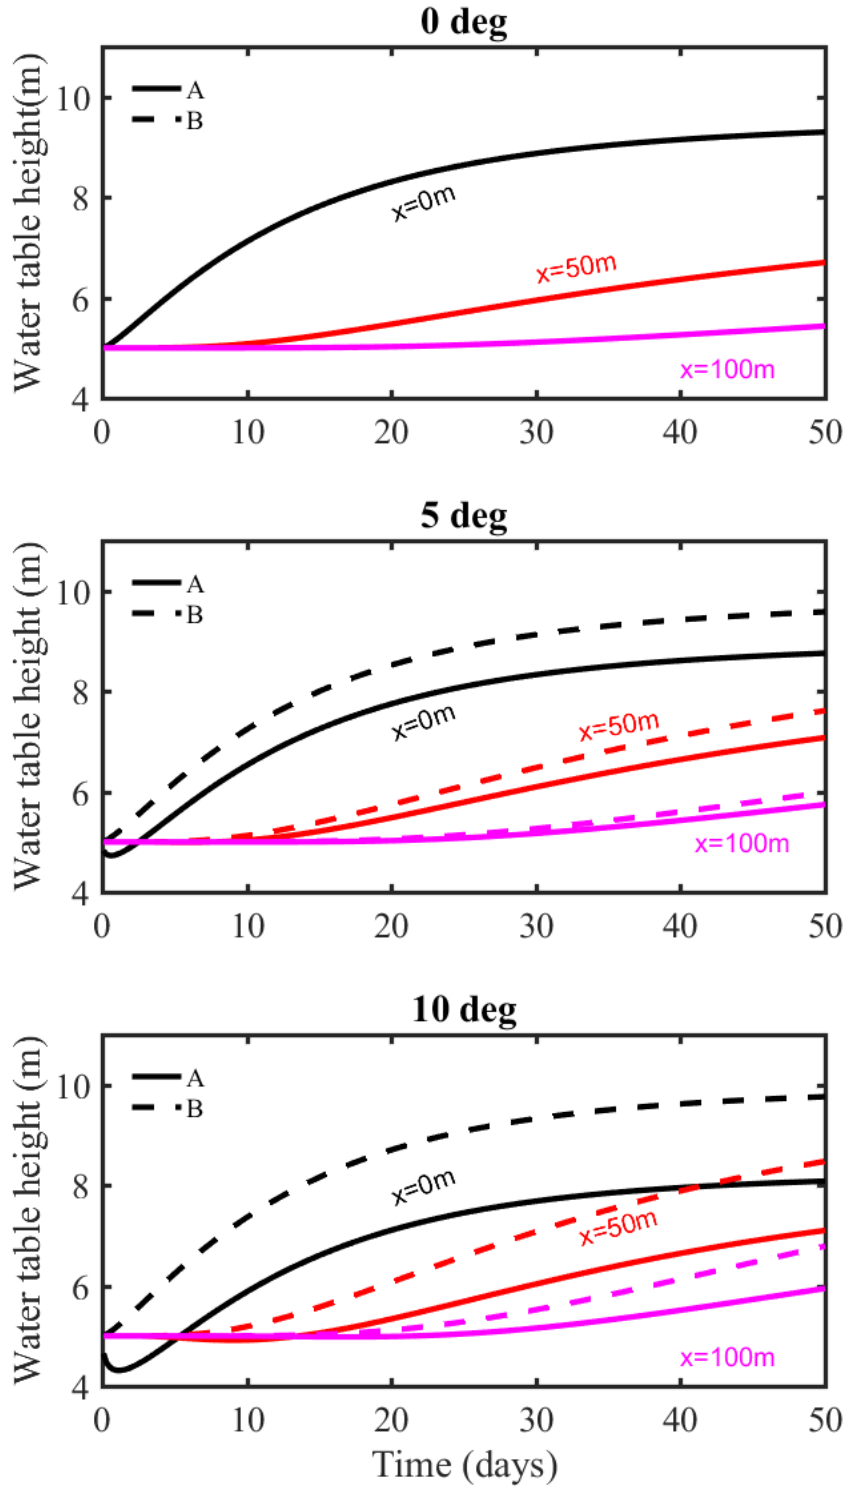 0 deg
Water table height(m)
10
8
6
4
A
B
x=0m
x=50m
x=100m
0 10 20 30 40 50
5 deg
Water table height (m)
10
8
6
4
A
B
x=0m
x=50m
x=100m
0 10 20 30 40 50
10 deg
Water table height (m)
10
8
6
4
A
B
x=0m
x=50m
x=100m
0 10 20 30 40 50
Time (days)